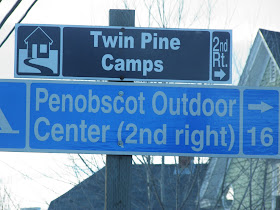 Twin Pine
Camps
2nd
Rt.
→
Penobscot Outdoor
Center (2nd right)
→
16